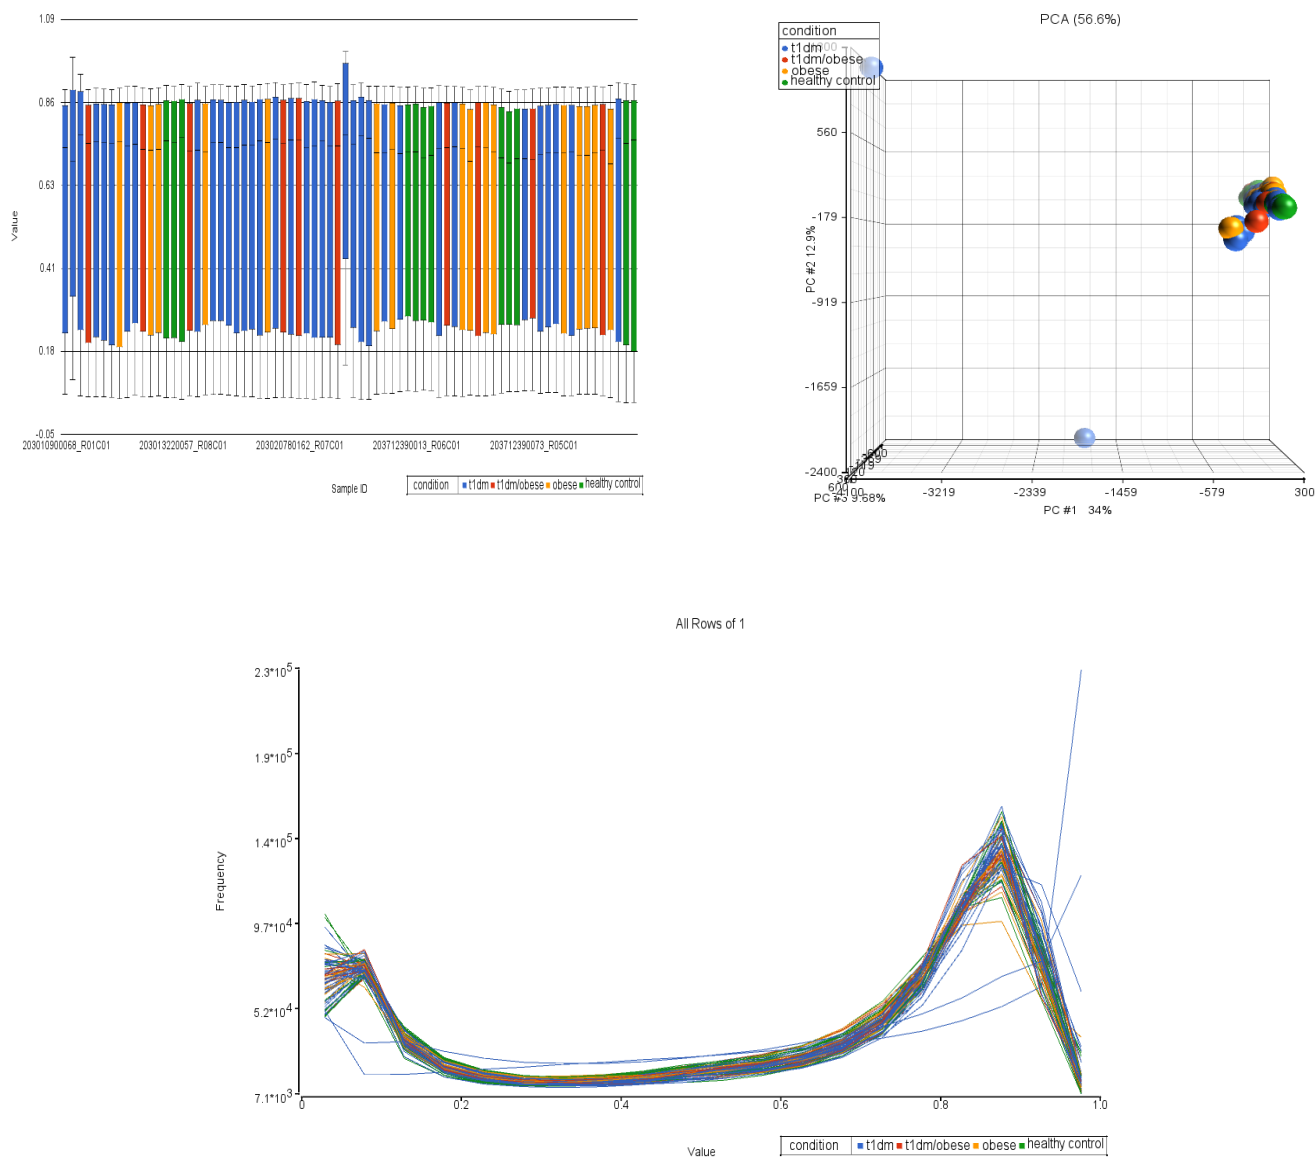 1.09
0.86
0.63
0.41
0.18
-0.05
Value
203010900068_R01C01 203013220057_R08C01 203020780162_R07C01 203712390013_R06C01 203712390073_R05C01
Sample ID
condition t1dm t1dm/obese obese healthy control
PCA (56.6%)
condition
t1dm
t1dm/obese
obese
healthy control
560
-179
-919
-1659
-2400
PC #2 12.9%
PC #3 9.68%
-4100 -3219 -2339 -1459 -579 300
PC #1 34%
All Rows of 1
2.3*10^5
1.9*10^5
1.4*10^5
9.7*10^4
5.2*10^4
7.1*10^3
Frequency
0 0.2 0.4 0.6 0.8 1.0
Value
condition t1dm t1dm/obese obese healthy control